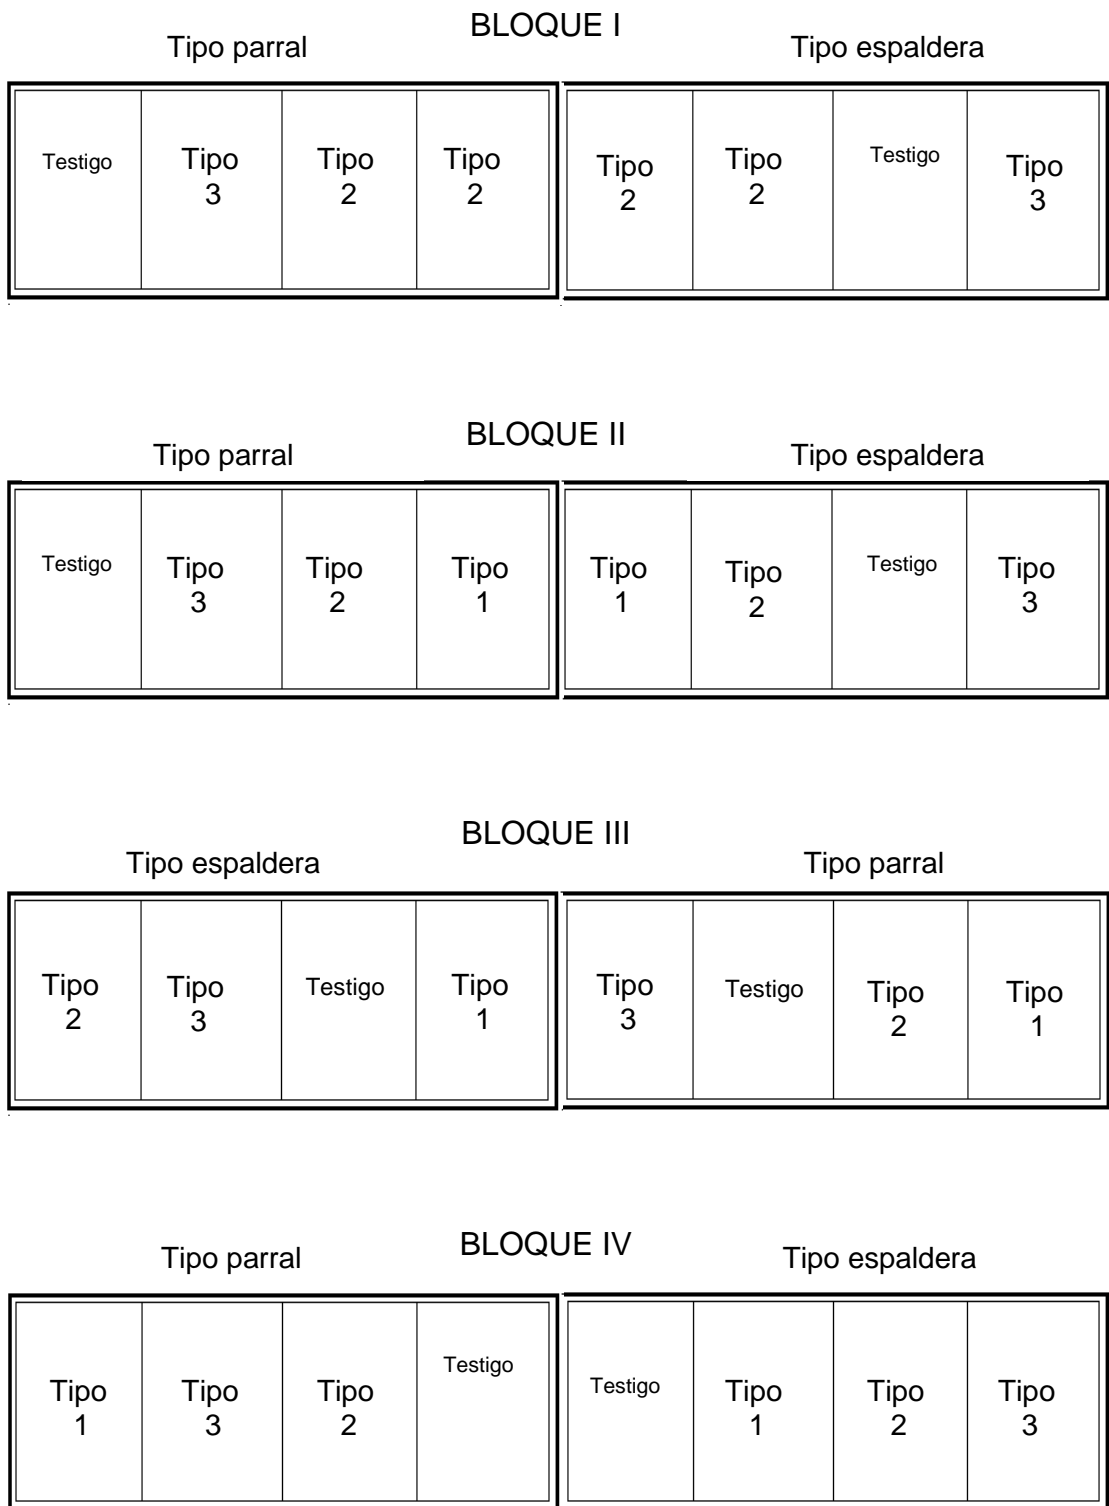 BLOQUE I
Tipo parral
Tipo espaldera
Testigo
Tipo
3
Tipo
2
Tipo
2
Tipo
2
Tipo
2
Testigo
Tipo
3
BLOQUE II
Tipo parral
Tipo espaldera
Testigo
Tipo
3
Tipo
2
Tipo
1
Tipo
1
Tipo
2
Testigo
Tipo
3
BLOQUE III
Tipo espaldera
Tipo parral
Tipo
2
Tipo
3
Testigo
Tipo
1
Tipo
3
Testigo
Tipo
2
Tipo
1
BLOQUE IV
Tipo parral
Tipo espaldera
Tipo
1
Tipo
3
Tipo
2
Testigo
Testigo
Tipo
1
Tipo
2
Tipo
3